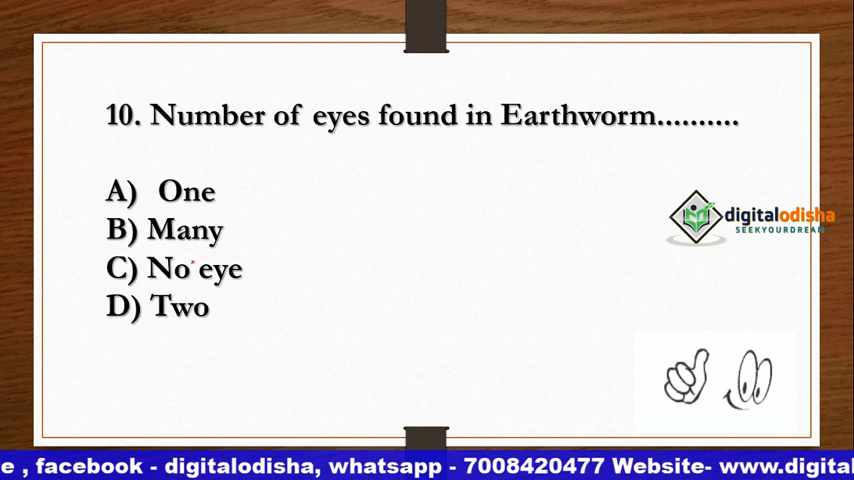 10. Number of eyes found in Earthworm..........
A) One
B) Many
C) No eye
D) Two
digitalodisha
SEEKYOURDREAM
e , facebook - digitalodisha, whatsapp - 7008420477 Website- www.digital